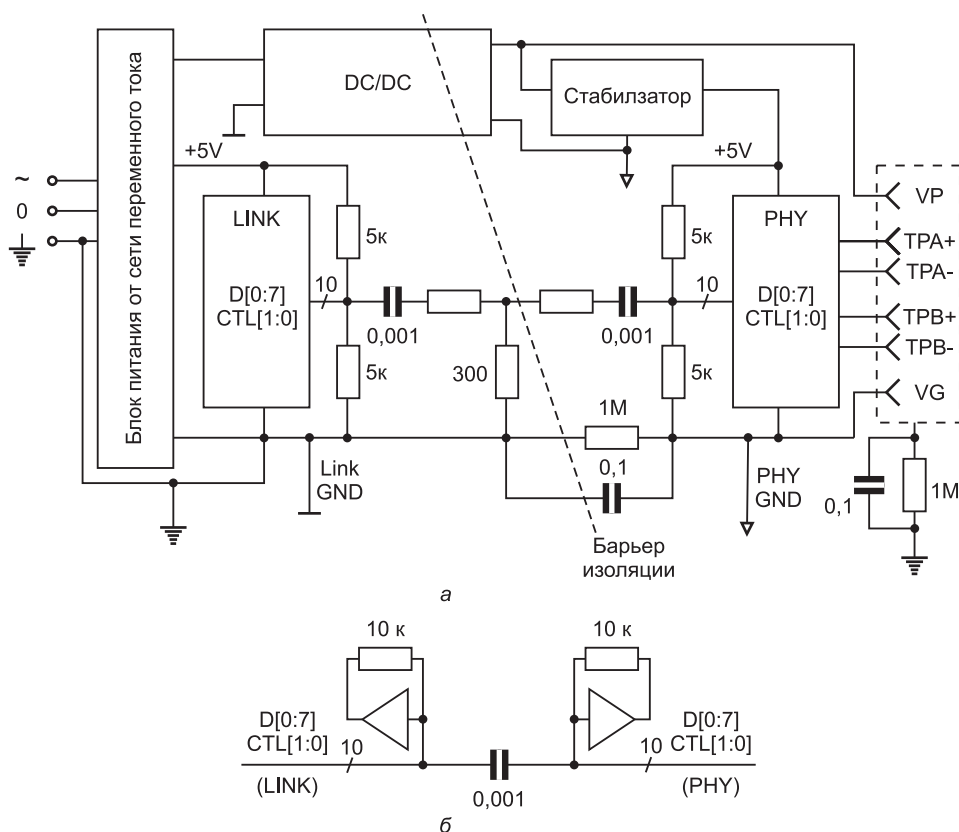 Блок питания от сети переменного тока
DC/DC
Стабилзатор
+5V
+5V
~
0
LINK
PHY
VP
TPA+
TPA-
TPB+
TPB-
VG
5к
5к
10
10
D[0:7]
CTL[1:0]
D[0:7]
CTL[1:0]
0,001
0,001
5к
300
5к
1М
0,1
Link
GND
PHY
GND
0,1
1М
Барьер
изоляции
а
10 к
10 к
D[0:7]
CTL[1:0]
10
(LINK)
0,001
10
D[0:7]
CTL[1:0]
(PHY)
б